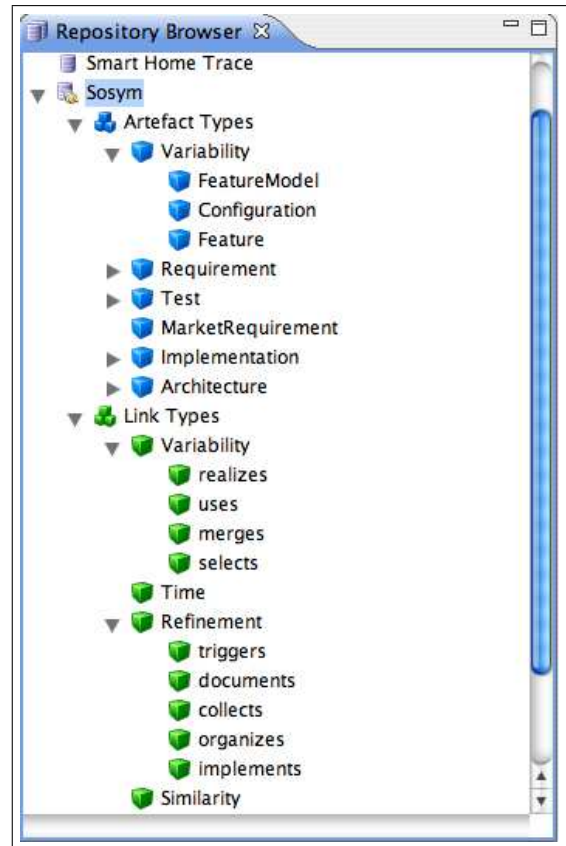 Repository Browser
Smart Home Trace
Sosym
Artefact Types
Variability
FeatureModel
Configuration
Feature
Requirement
Test
MarketRequirement
Implementation
Architecture
Link Types
Variability
realizes
uses
merges
selects
Time
Refinement
triggers
documents
collects
organizes
implements
Similarity